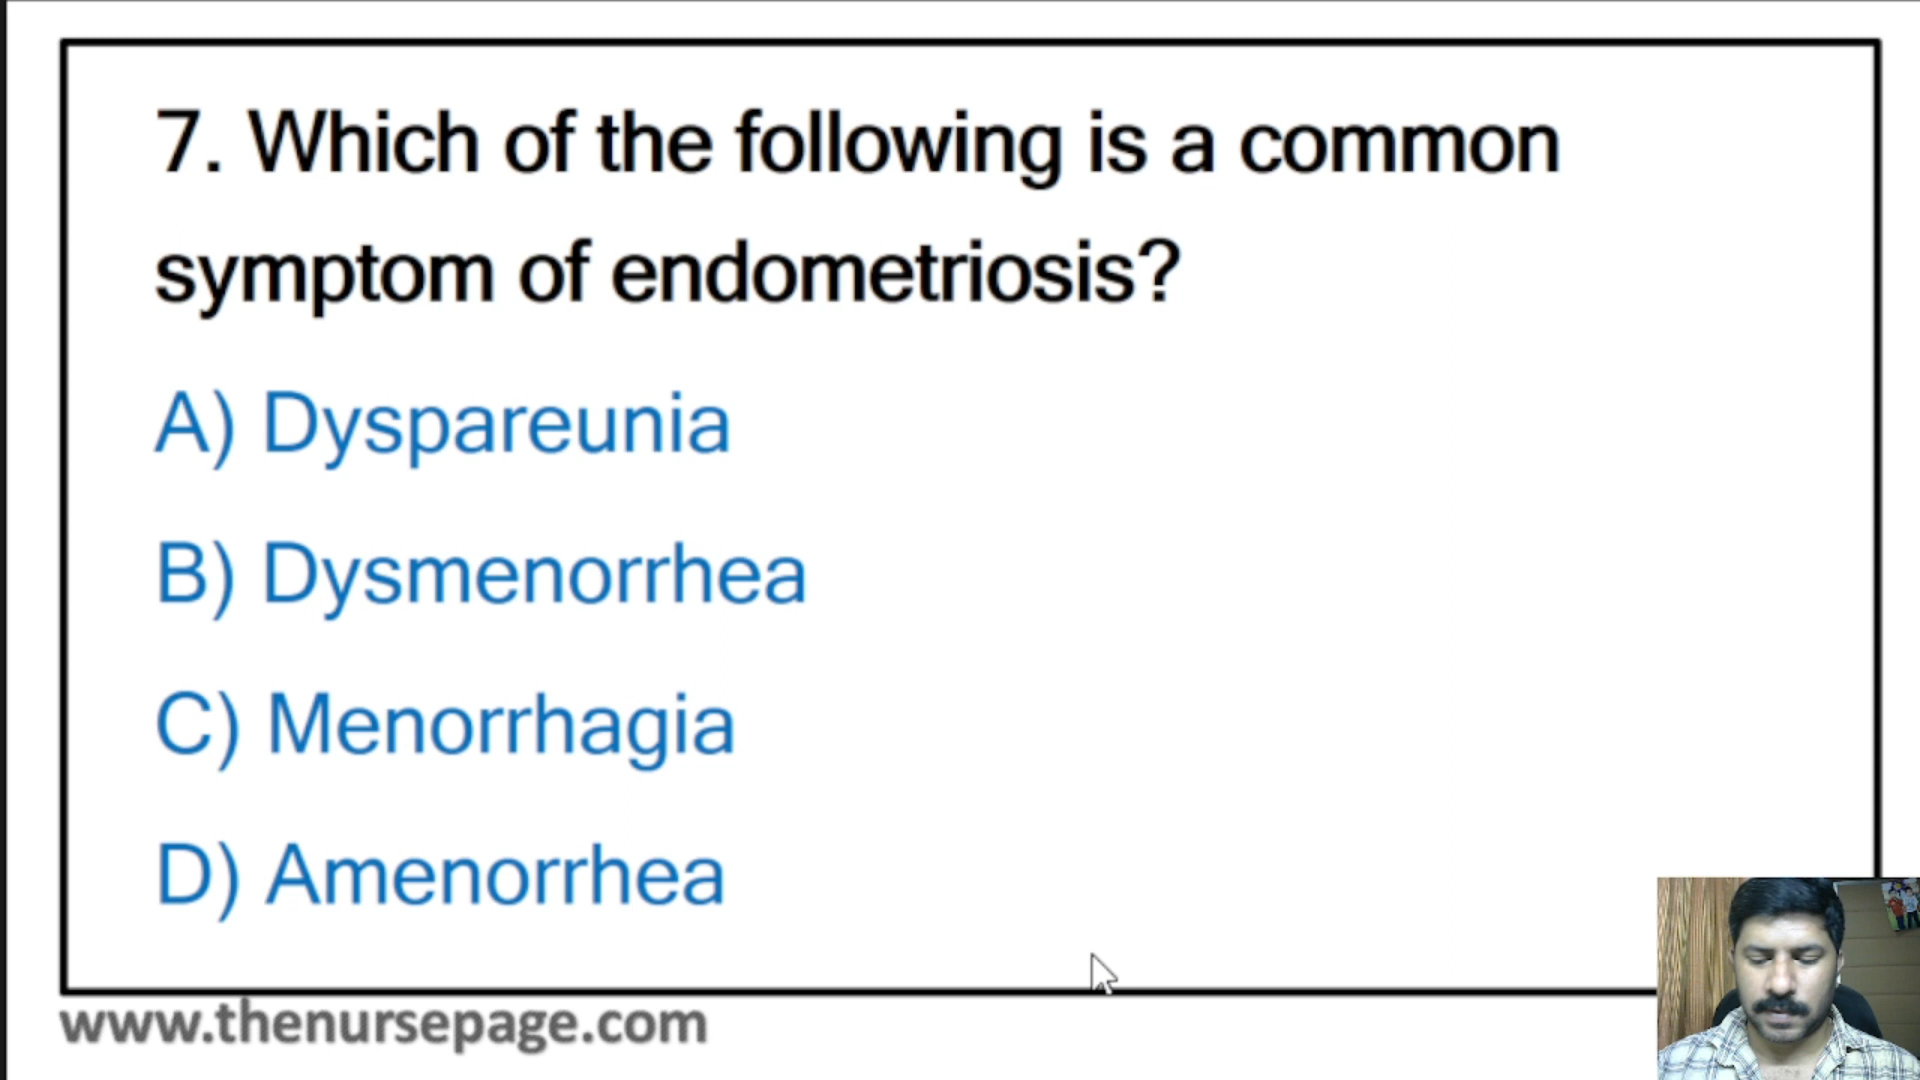 7. Which of the following is a common
symptom of endometriosis?
A) Dyspareunia
B) Dysmenorrhea
C) Menorrhagia
D) Amenorrhea
www.thenursepage.com